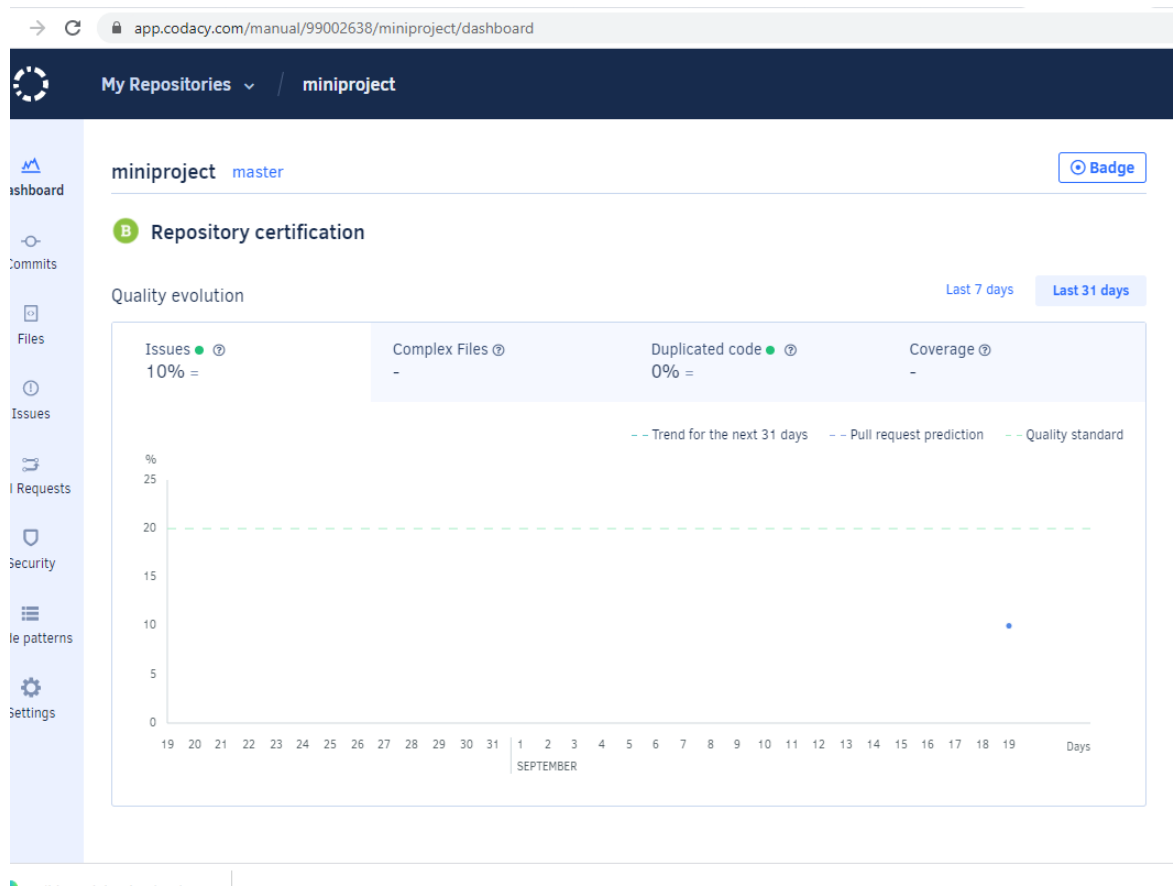 app.codacy.com/manual/99002638/miniproject/dashboard
My Repositories / miniproject
ashboard
Commits
Files
Issues
l Requests
Security
de patterns
Settings
miniproject master
Badge
B Repository certification
Quality evolution
Last 7 days Last 31 days
Issues Complex Files Duplicated code Coverage
10% = - 0% = -
Trend for the next 31 days Pull request prediction Quality standard
%
25
20
15
10
5
0
19 20 21 22 23 24 25 26 27 28 29 30 31 1 2 3 4 5 6 7 8 9 10 11 12 13 14 15 16 17 18 19 Days
SEPTEMBER